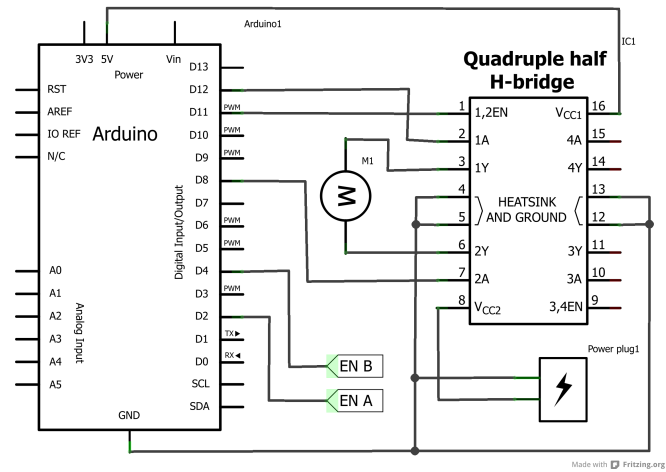 Arduino1
IC1
3V3 5V Vin
Power
RST
AREF
IO REF
N/C
Arduino
D13
D12
D11 PWM
D10 PWM
D9 PWM
D8
D7
D6 PWM
D5 PWM
D4
D3 PWM
D2
D1 TX▶
D0 RX◀
SCL
SDA
Digital Input/Output
A0
A1
A2
A3
A4
A5
Analog Input
GND
M1
M
Quadruple half
H-bridge
1 1,2EN VCC1 16
2 1A 4A 15
3 1Y 4Y 14
4 13
HEATSINK
AND GROUND
5 12
6 2Y 3Y 11
7 2A 3A 10
8 VCC2 3,4EN 9
EN B
EN A
Power plug1
Made with Fritzing.org